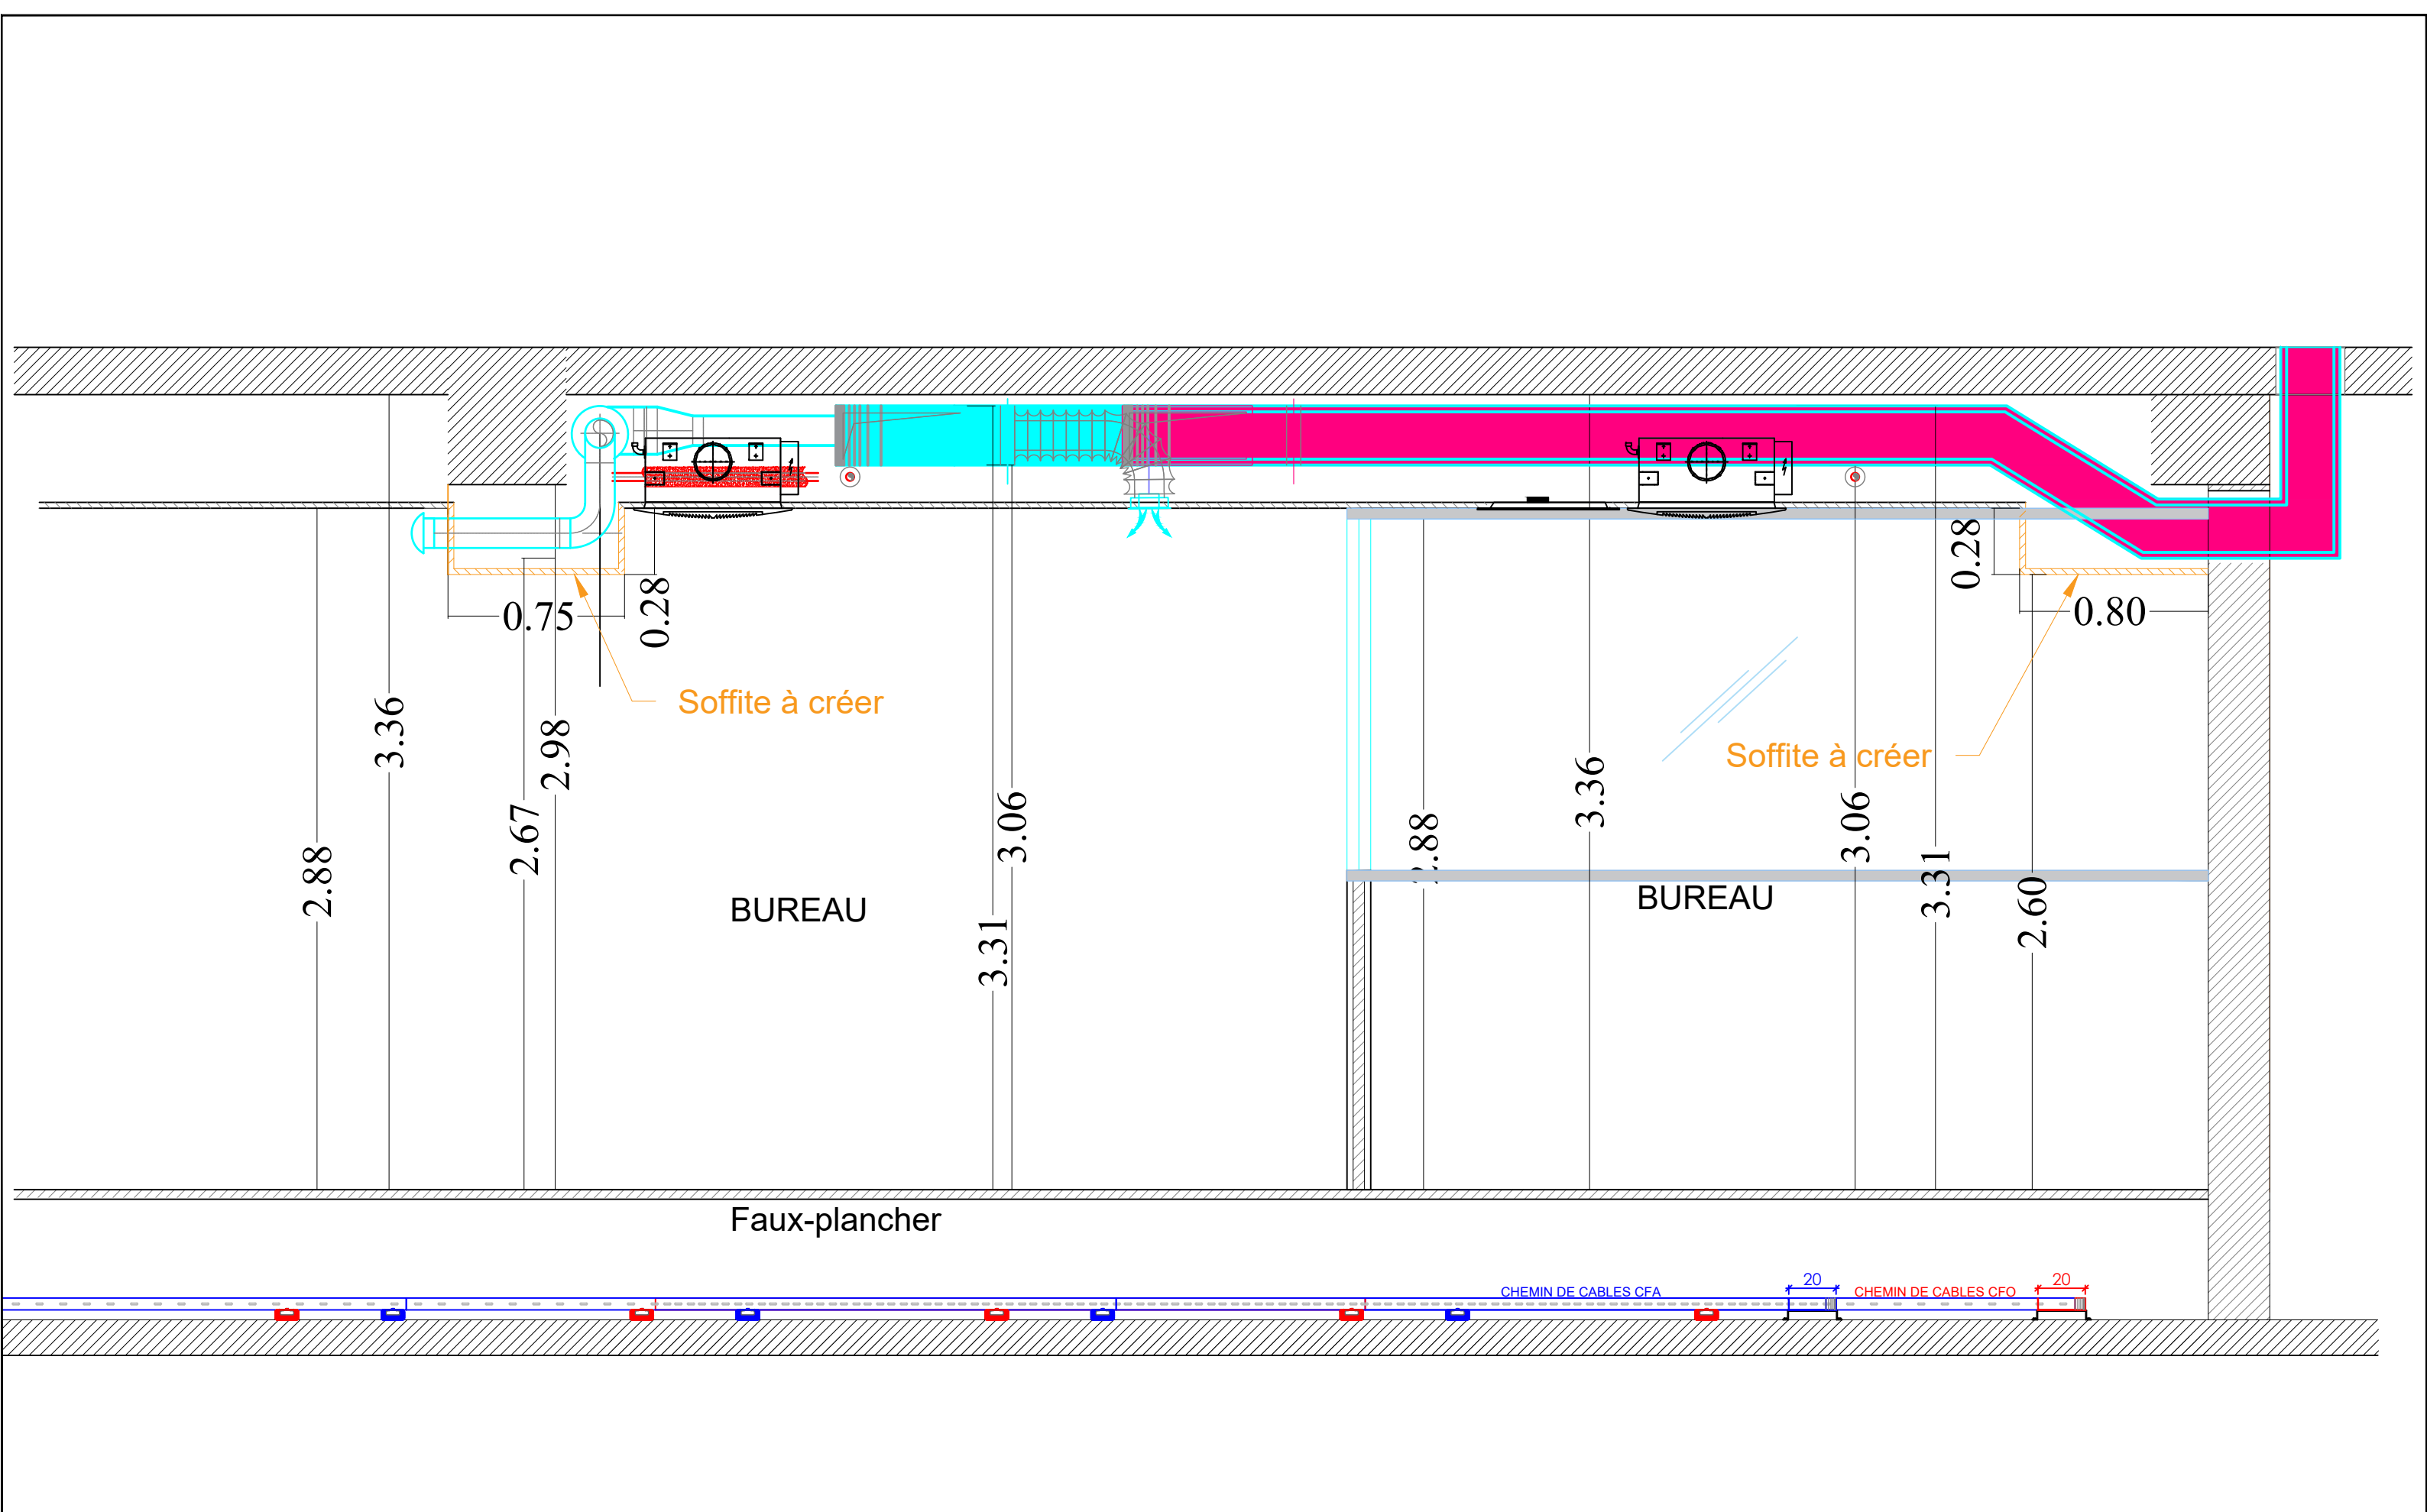 0.75
0.28
0.28
0.80
Soffite à créer
Soffite à créer
3.36
2.98
2.67
2.88
3.06
3.31
3.36
2.88
3.06
3.31
2.60
BUREAU
BUREAU
Faux-plancher
CHEMIN DE CABLES CFA
20
CHEMIN DE CABLES CFO
20